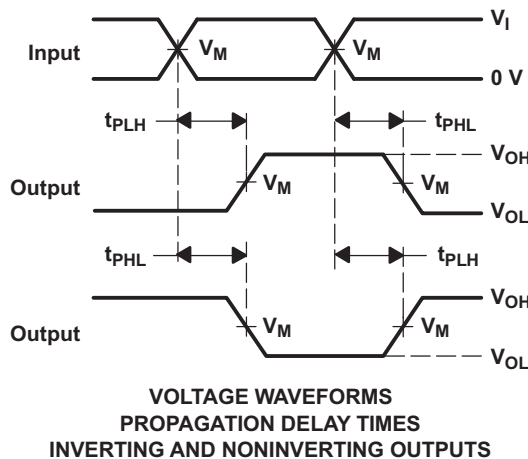 V_I
Input V_M V_M
0 V
t_PLH t_PHL
V_OH
Output V_M V_M
V_OL
t_PHL t_PLH
V_OH
Output V_M V_M
V_OL
VOLTAGE WAVEFORMS
PROPAGATION DELAY TIMES
INVERTING AND NONINVERTING OUTPUTS